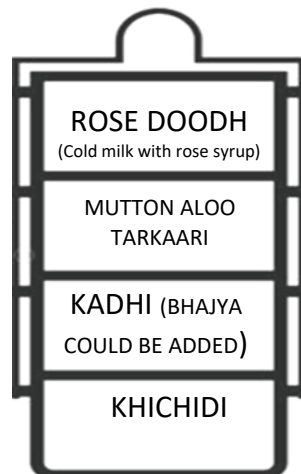 ROSE DOODH
(Cold milk with rose syrup)
MUTTON ALOO
TARKAARI
KADHI (BHAJYA
COULD BE ADDED)
KHICHIDI